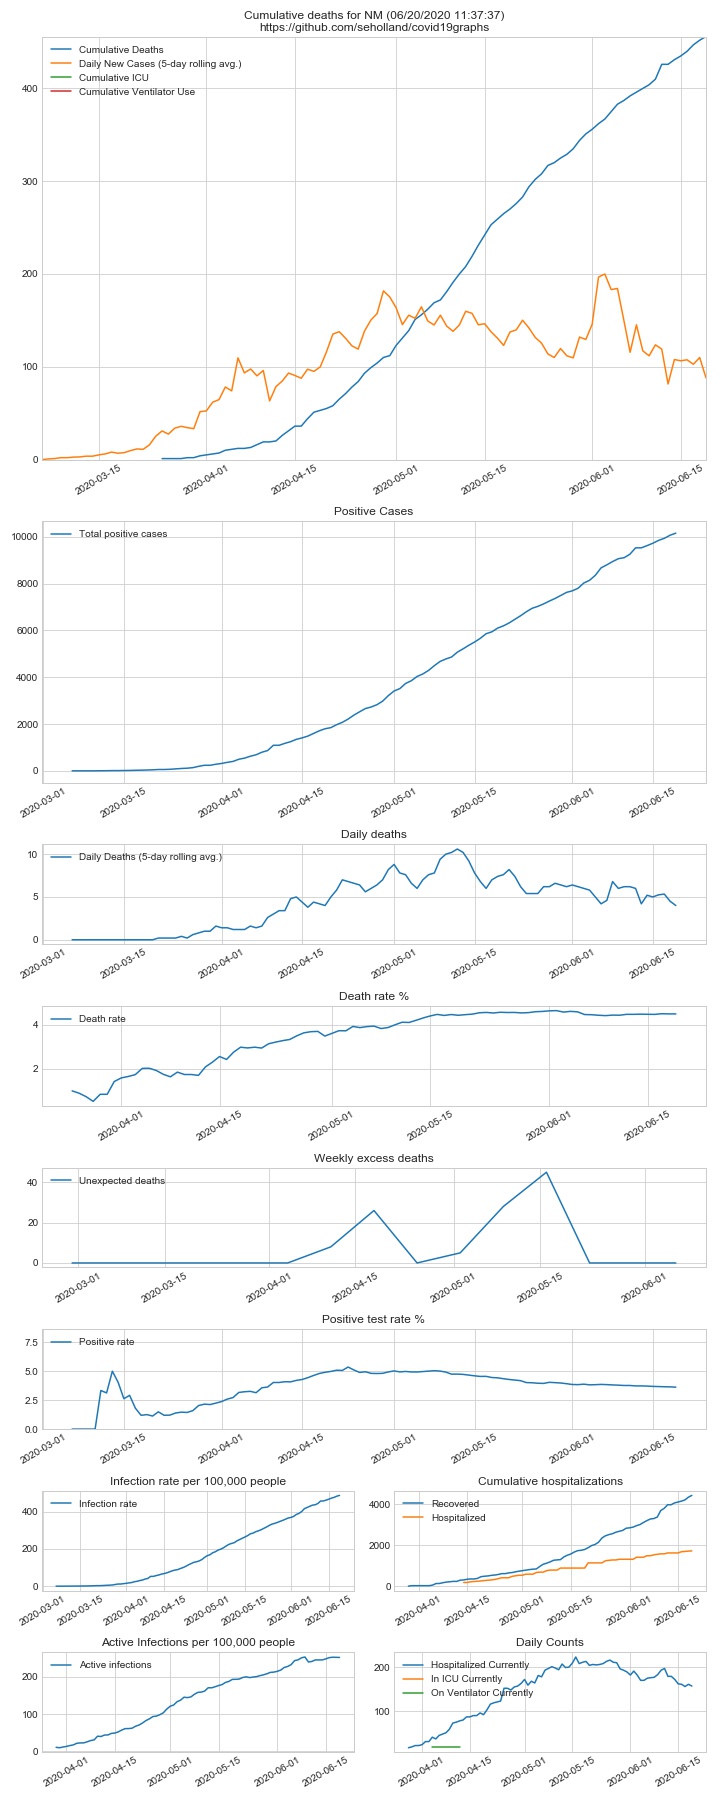 Cumulative deaths for NM (06/20/2020 11:37:37)
https://github.com/seholland/covid19graphs
Cumulative Deaths
Daily New Cases (5-day rolling avg.)
Cumulative ICU
Cumulative Ventilator Use
400
300
200
100
0
2020-03-15 2020-04-01 2020-04-15 2020-05-01 2020-05-15 2020-06-01 2020-06-15
Positive Cases
Total positive cases
10000
8000
6000
4000
2000
0
2020-03-01 2020-03-15 2020-04-01 2020-04-15 2020-05-01 2020-05-15 2020-06-01 2020-06-15
Daily deaths
Daily Deaths (5-day rolling avg.)
10
5
0
2020-03-01 2020-03-15 2020-04-01 2020-04-15 2020-05-01 2020-05-15 2020-06-01 2020-06-15
Death rate %
Death rate
4
2
2020-04-01 2020-04-15 2020-05-01 2020-05-15 2020-06-01 2020-06-15
Weekly excess deaths
Unexpected deaths
40
20
0
2020-03-01 2020-03-15 2020-04-01 2020-04-15 2020-05-01 2020-05-15 2020-06-01
Positive test rate %
Positive rate
7.5
5.0
2.5
0.0
2020-03-01 2020-03-15 2020-04-01 2020-04-15 2020-05-01 2020-05-15 2020-06-01 2020-06-15
Infection rate per 100,000 people
Infection rate
400
200
0
2020-03-01 2020-03-15 2020-04-01 2020-04-15 2020-05-01 2020-05-15 2020-06-01 2020-06-15
Cumulative hospitalizations
Recovered
Hospitalized
4000
2000
0
2020-04-01 2020-04-15 2020-05-01 2020-05-15 2020-06-01 2020-06-15
Active Infections per 100,000 people
Active infections
200
100
0
2020-04-01 2020-04-15 2020-05-01 2020-05-15 2020-06-01 2020-06-15
Daily Counts
Hospitalized Currently
In ICU Currently
On Ventilator Currently
200
100
2020-04-01 2020-04-15 2020-05-01 2020-05-15 2020-06-01 2020-06-15